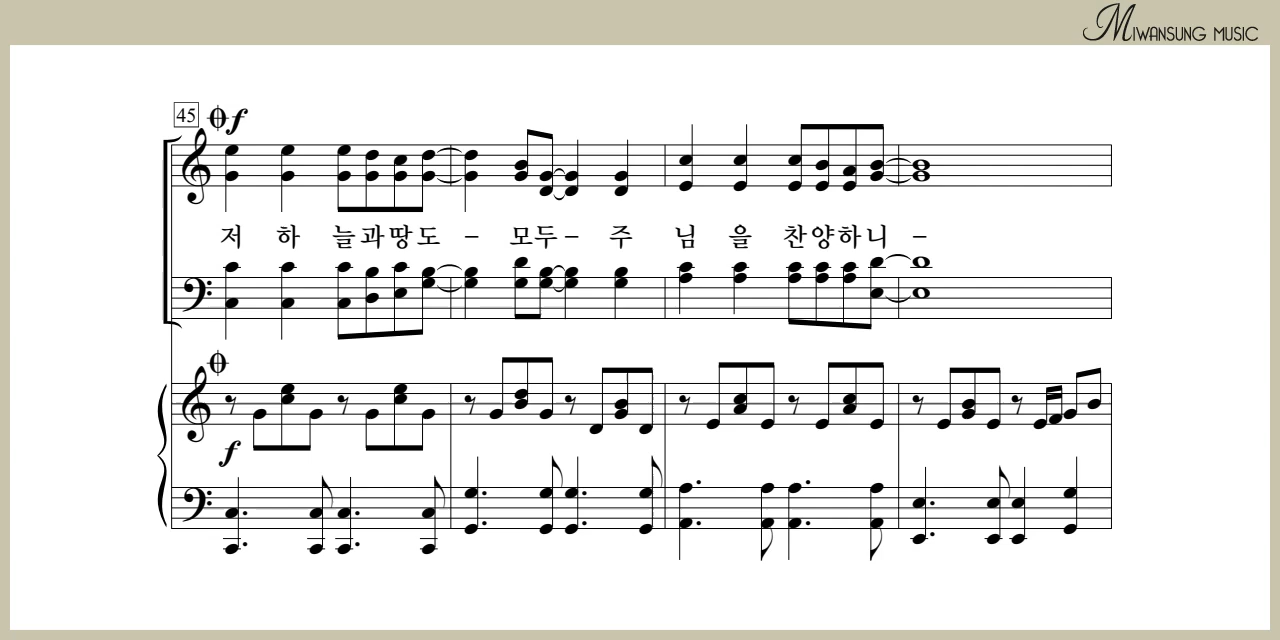 MIWANSUNG MUSIC
45 f
저 하 늘과땅도 – 모두 – 주 님 을 찬양하니 –
f